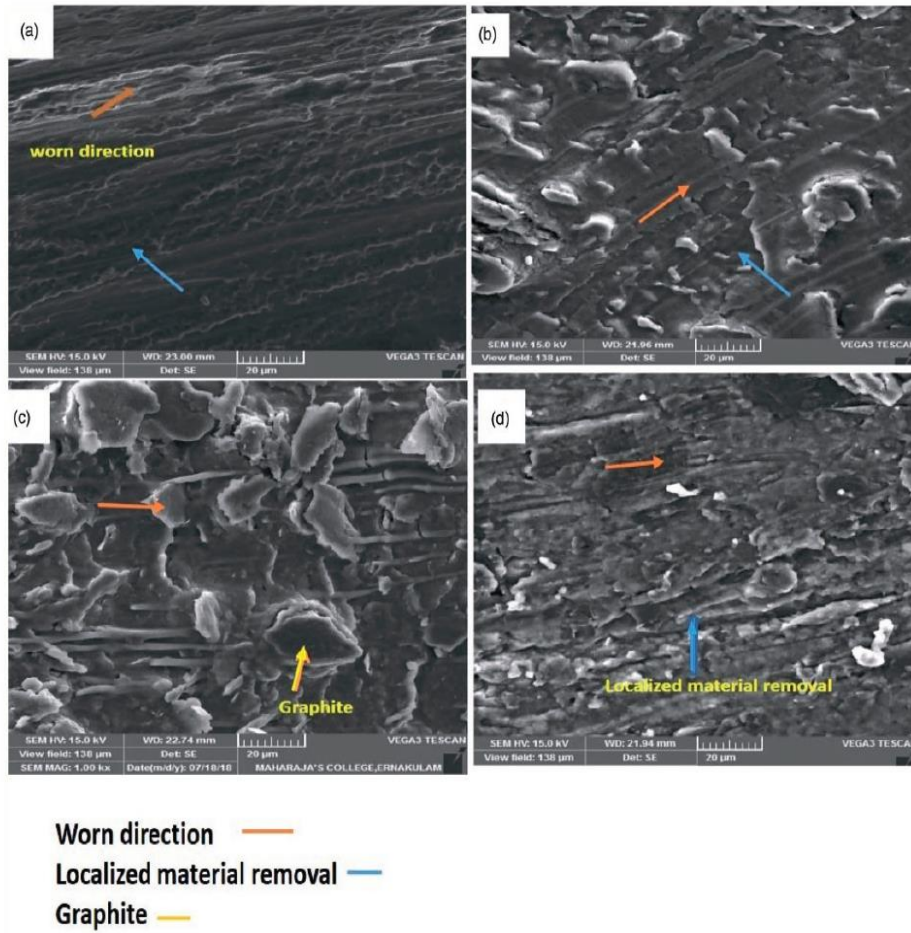 (a)
worn direction
SEM HV: 15.0 kV WD: 23.00 mm VEGA3 TESCAN
View field: 138 µm Det: SE 20 µm
(b)
SEM HV: 15.0 kV WD: 21.96 mm VEGA3 TESCAN
View field: 138 µm Det: SE 20 µm
(c)
Graphite
SEM HV: 15.0 kV WD: 22.74 mm VEGA3 TESCAN
View field: 138 µm Det: SE 20 µm
SEM MAG: 1.00 kx Date(m/d/y): 07/18/18 MAHARAJA'S COLLEGE,ERNAKULAM
(d)
Localized material removal
SEM HV: 15.0 kV WD: 21.94 mm VEGA3 TESCAN
View field: 138 µm Det: SE 20 µm
Worn direction
Localized material removal
Graphite